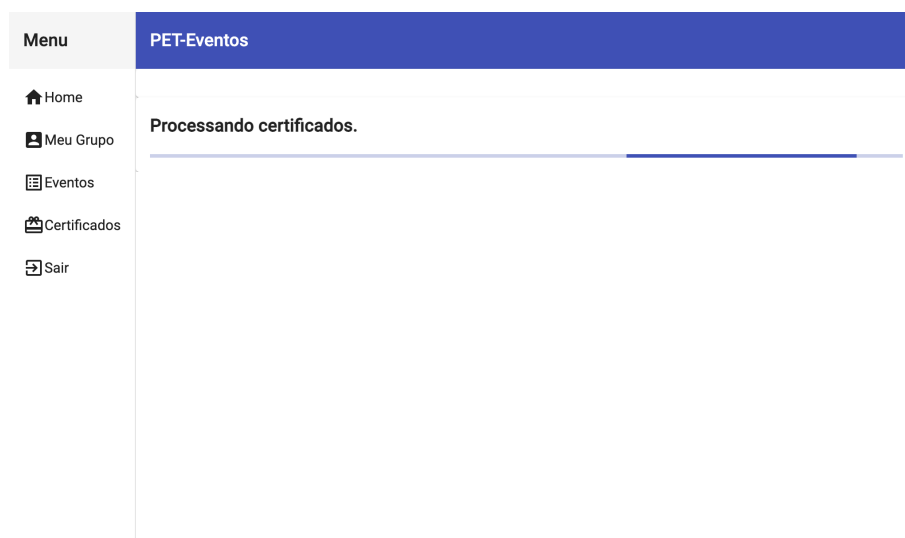 Menu
PET-Eventos
Home
Meu Grupo
Eventos
Certificados
Sair
Processando certificados.